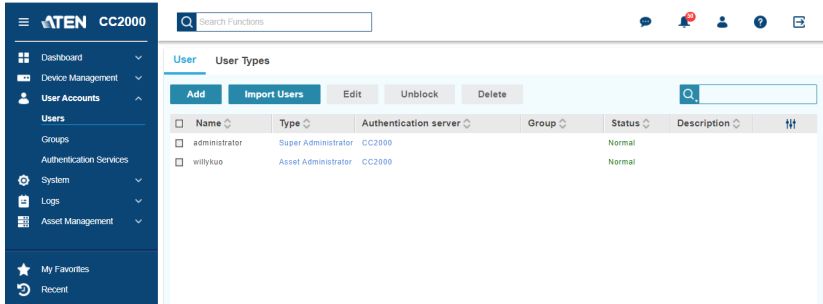 ATEN CC2000
Search Functions
Dashboard
Device Management
User Accounts
Users
Groups
Authentication Services
System
Logs
Asset Management
My Favorites
Recent
User User Types
Add Import Users Edit Unblock Delete
Name Type Authentication server Group Status Description
administrator Super Administrator CC2000 Normal
willykuo Asset Administrator CC2000 Normal